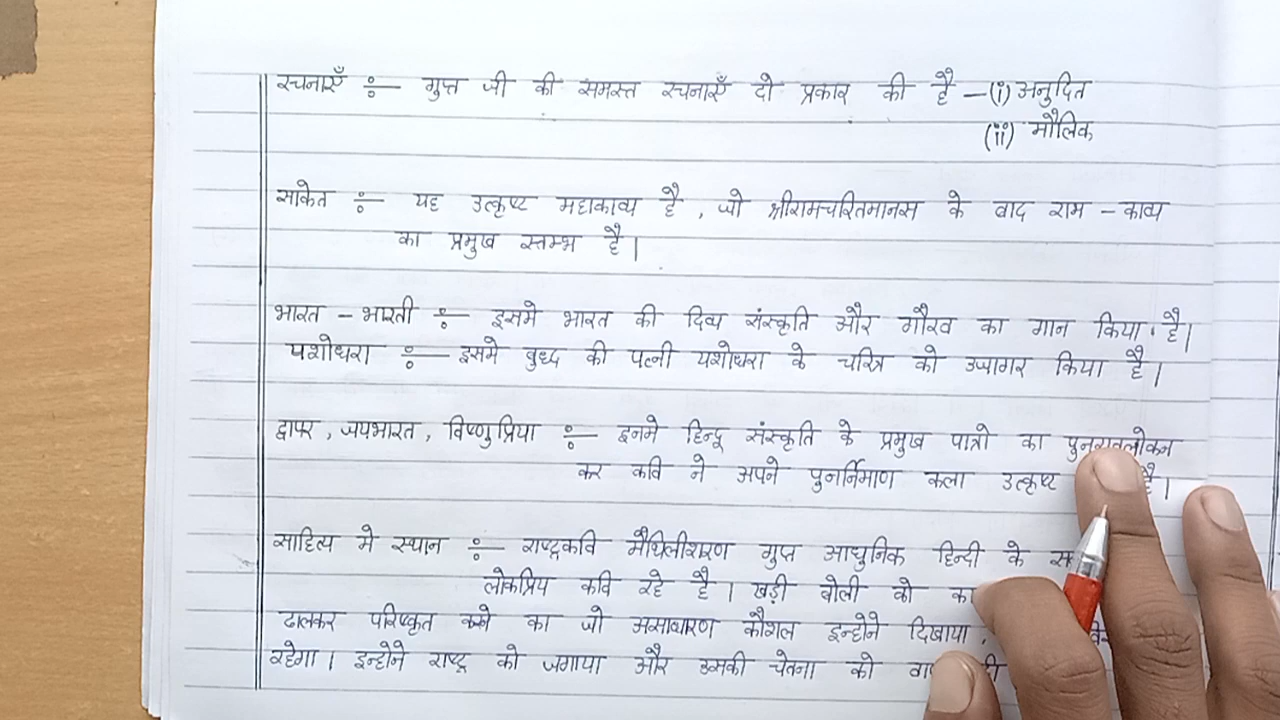 रचनाएँ ÷— गुप्त जी की समस्त रचनाएँ दो प्रकार की है —(i) अनुदित
(ii) मौलिक
साकेत ÷— यह उत्कृष्ट महाकाव्य है , जो श्रीरामचरितमानस के बाद राम - काव्य
का प्रमुख स्तम्भ है ।
भारत - भारती ÷— इसमे भारत की दिव्य संस्कृति और गौरव का गान किया है।
यशोधरा ÷— इसमे बुध्द की पत्नी यशोधरा के चरित्र को उजागर किया है ।
द्वापर , जयभारत , विष्णुप्रिया ÷— इनमे हिन्दू संस्कृति के प्रमुख पात्रो का पुनरावलोकन
कर कवि ने अपने पुनर्निमाण कला उत्कृष्ट है ।
साहित्य मे स्थान ÷— राष्ट्रकवि मैथिलीशरण गुप्त आधुनिक हिन्दी के
लोकप्रिय कवि रहे है । खड़ी बोली को
ढालकर परिष्कृत करने का जो असाधारण कौशल इन्होने दिखाया ,
रहेगा । इन्होने राष्ट्र को जगाया और उसकी चेतना को